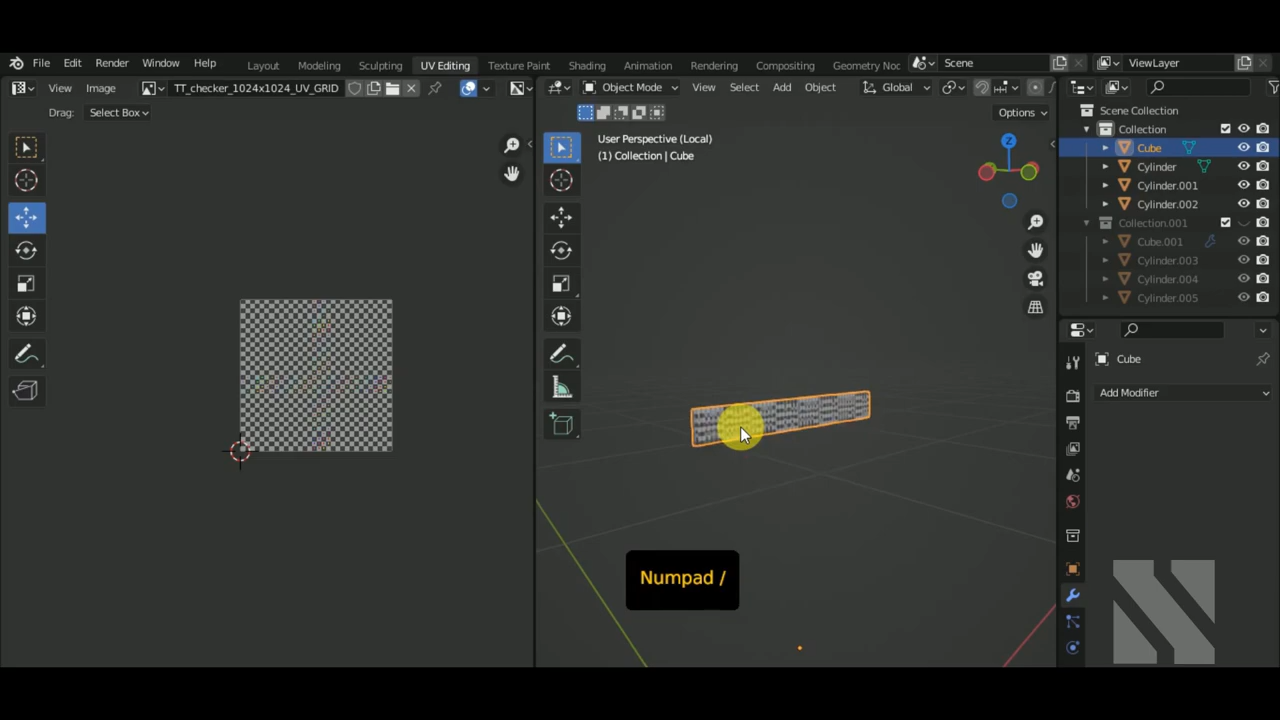 File Edit Render Window Help
Layout Modeling Sculpting UV Editing Texture Paint Shading Animation Rendering Compositing Geometry Noc
Scene
ViewLayer
View Image
TT_checker_1024x1024_UV_GRID
Object Mode
View Select Add Object
Global
Drag: Select Box
Options
User Perspective (Local)
(1) Collection | Cube
Z
Scene Collection
Collection
Cube
Cylinder
Cylinder.001
Cylinder.002
Collection.001
Cube.001
Cylinder.003
Cylinder.004
Cylinder.005
Cube
Add Modifier
Numpad /